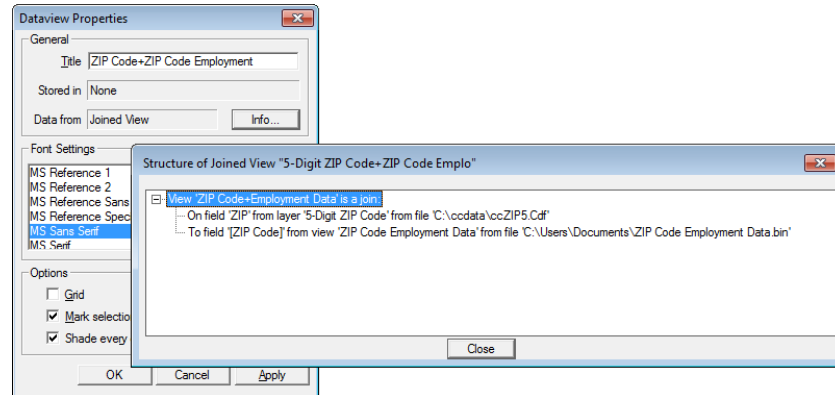 Dataview Properties
General
Title ZIP Code+ZIP Code Employment
Stored in None
Data from Joined View Info...
Font Settings
MS Reference 1
MS Reference 2
MS Reference Sans
MS Reference Spec
MS Sans Serif
MS Serif
Options
Grid
Mark selectio
Shade every
OK Cancel Apply
Structure of Joined View "5-Digit ZIP Code+ZIP Code Emplo"
View 'ZIP Code+Employment Data' is a join.
On field 'ZIP' from layer '5-Digit ZIP Code' from file 'C:\ccdata\ccZIP5.Cdf'
To field '[ZIP Code]' from view 'ZIP Code Employment Data' from file 'C:\Users\Documents\ZIP Code Employment Data.bin'
Close